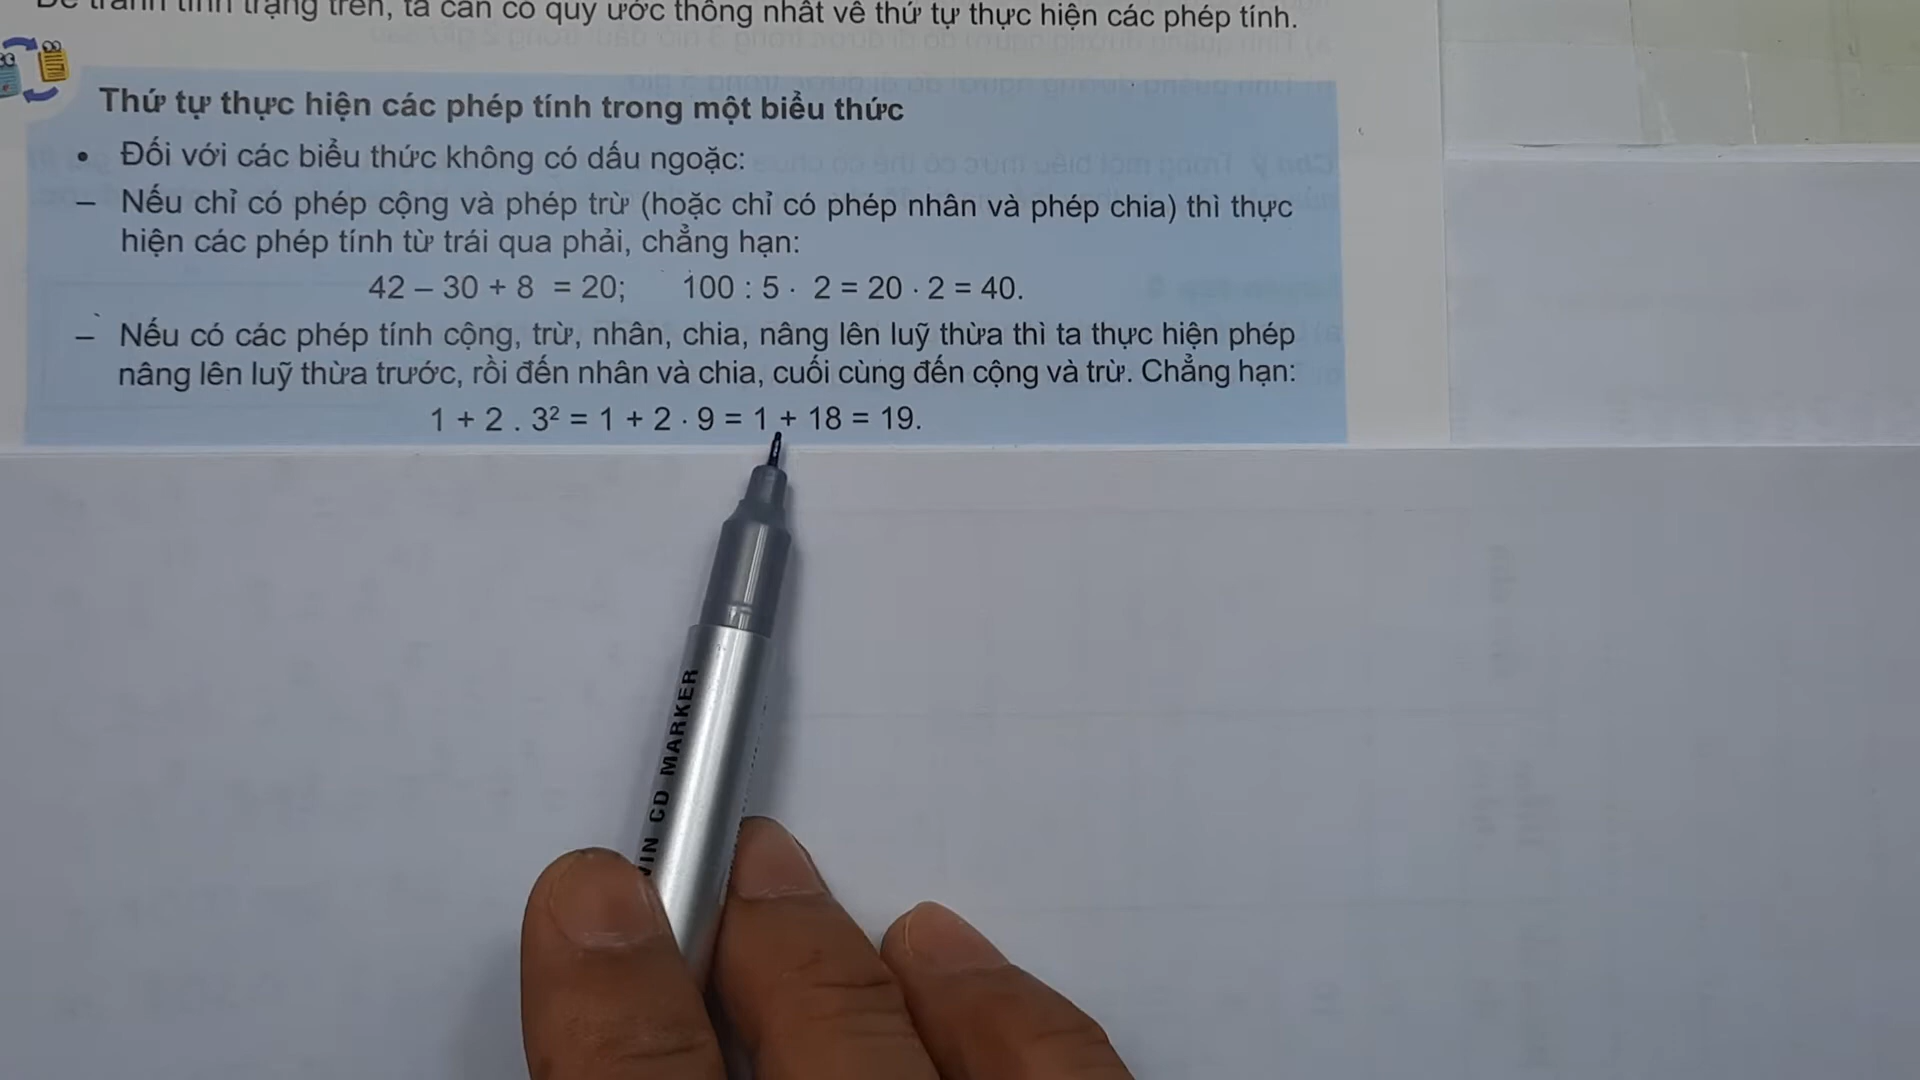 tránh tình trạng trên, ta cần có quy ước thống nhất về thứ tự thực hiện các phép tính.
Thứ tự thực hiện các phép tính trong một biểu thức
• Đối với các biểu thức không có dấu ngoặc:
– Nếu chỉ có phép cộng và phép trừ (hoặc chỉ có phép nhân và phép chia) thì thực
hiện các phép tính từ trái qua phải, chẳng hạn:
42 – 30 + 8 = 20; 100 : 5 · 2 = 20 · 2 = 40.
– Nếu có các phép tính cộng, trừ, nhân, chia, nâng lên luỹ thừa thì ta thực hiện phép
nâng lên luỹ thừa trước, rồi đến nhân và chia, cuối cùng đến cộng và trừ. Chẳng hạn:
1 + 2 . 3² = 1 + 2 · 9 = 1 + 18 = 19.
CD MARKER